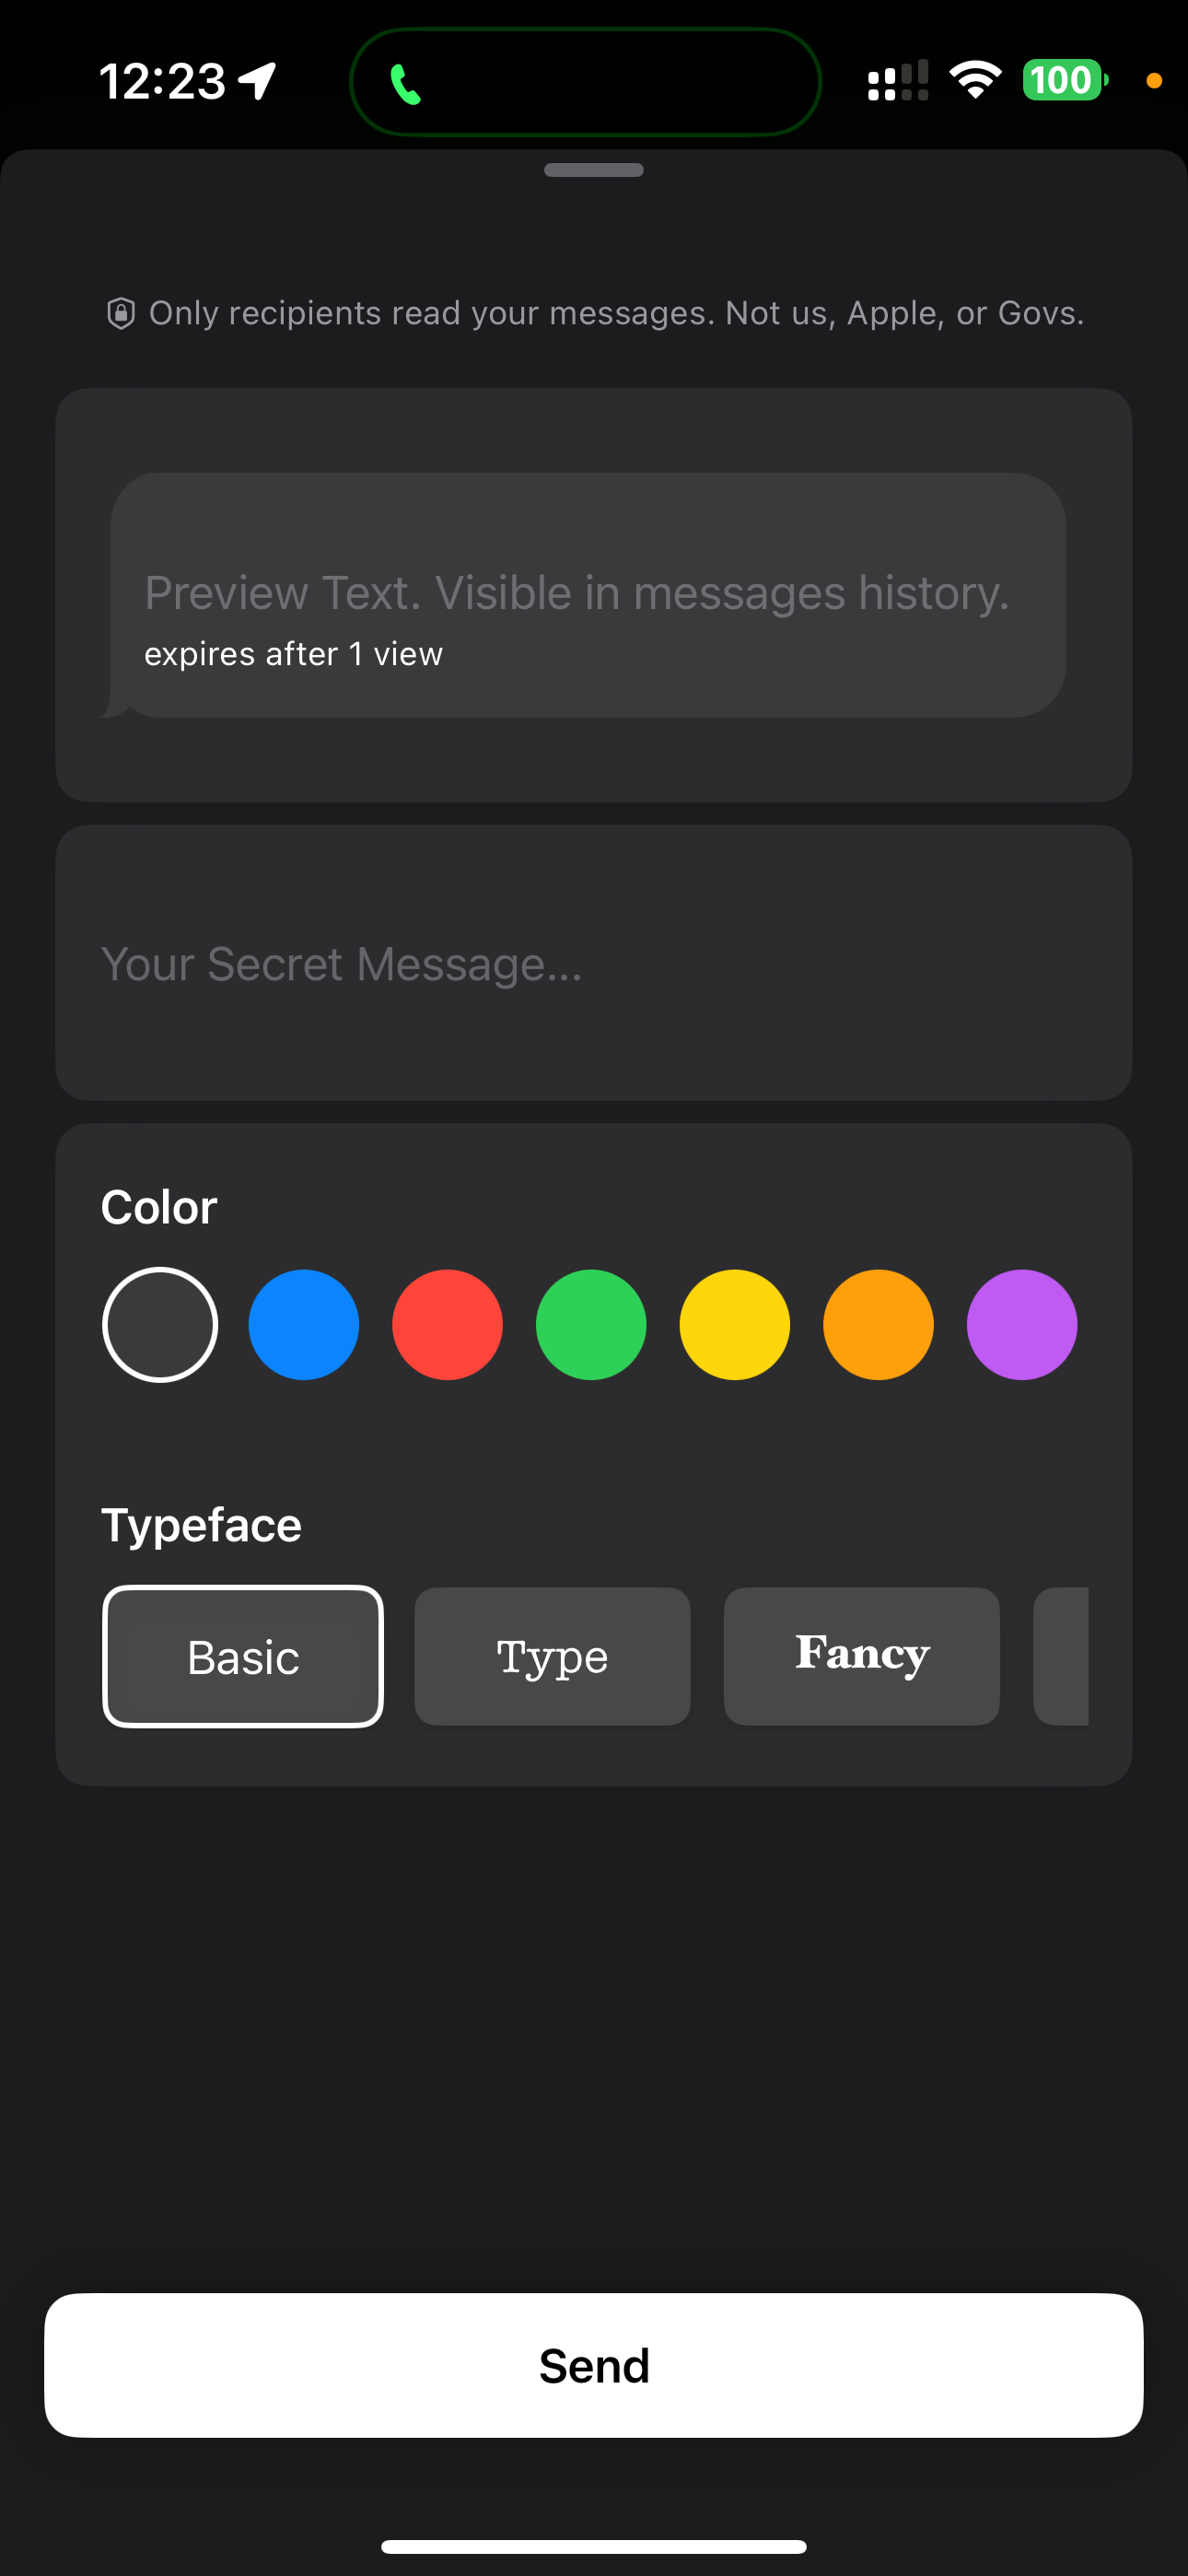 12:23
100
Only recipients read your messages. Not us, Apple, or Govs.
Preview Text. Visible in messages history.
expires after 1 view
Your Secret Message...
Color
Typeface
Basic
Type
Fancy
Send